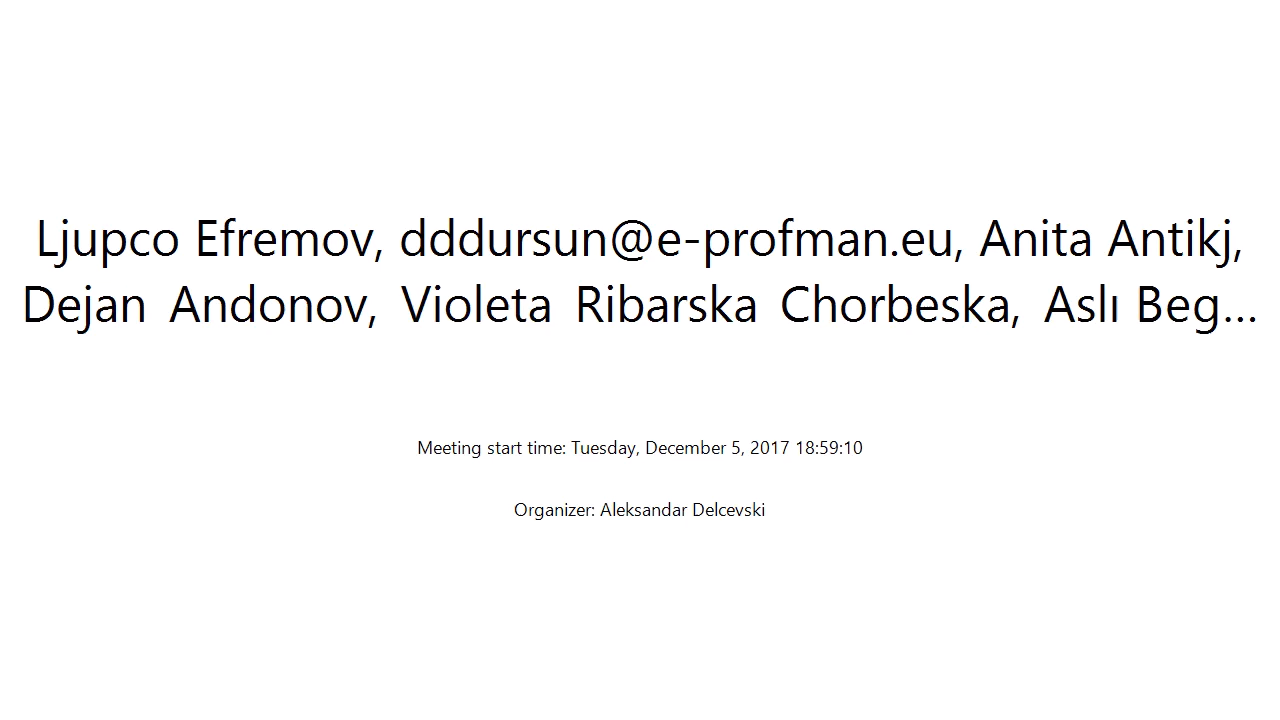 Ljupco Efremov, dddursun@e-profman.eu, Anita Antikj,
Dejan Andonov, Violeta Ribarska Chorbeska, Aslı Beg...
Meeting start time: Tuesday, December 5, 2017 18:59:10
Organizer: Aleksandar Delcevski